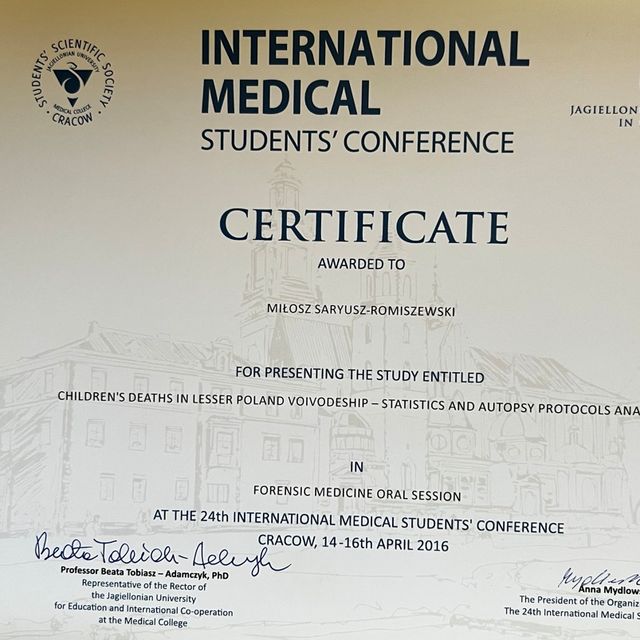 STUDENTS' SCIENTIFIC SOCIETY
JAGIELLONIAN UNIVERSITY
MEDICAL COLLEGE
• CRACOW •
INTERNATIONAL
MEDICAL
STUDENTS' CONFERENCE
JAGIELLON
IN
CERTIFICATE
AWARDED TO
MIŁOSZ SARYUSZ-ROMISZEWSKI
FOR PRESENTING THE STUDY ENTITLED
CHILDREN'S DEATHS IN LESSER POLAND VOIVODESHIP – STATISTICS AND AUTOPSY PROTOCOLS ANA
IN
FORENSIC MEDICINE ORAL SESSION
AT THE 24th INTERNATIONAL MEDICAL STUDENTS' CONFERENCE
CRACOW, 14-16th APRIL 2016
Beata Tobiasz-Adamczyk
Professor Beata Tobiasz – Adamczyk, PhD
Representative of the Rector of
the Jagiellonian University
for Education and International Co-operation
at the Medical College
Anna Mydlows
The President of the Organiz
The 24th International Medical S